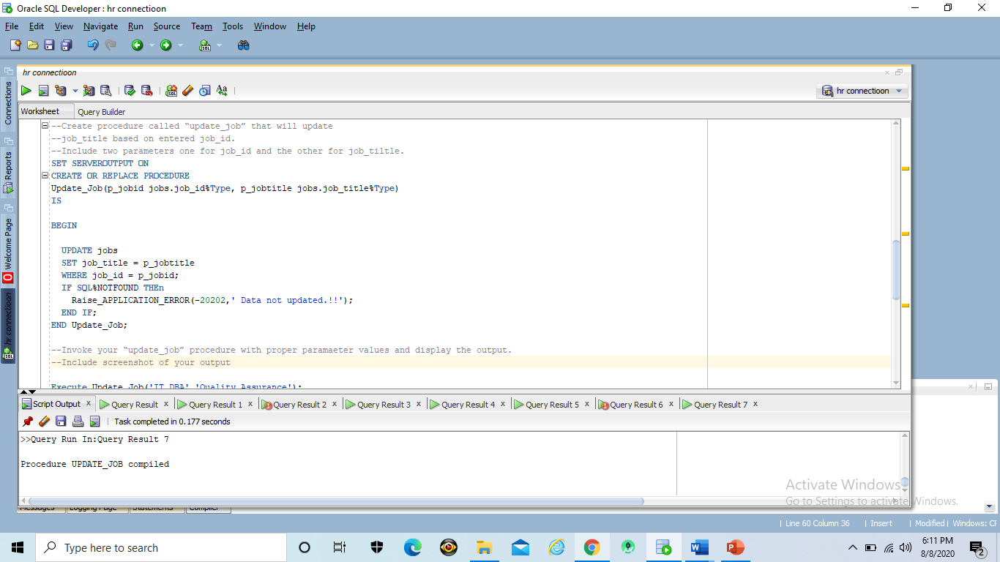 Oracle SQL Developer : hr connectioon
File Edit View Navigate Run Source Team Tools Window Help
Connections
Reports
Welcome Page
hr connectioon
hr connectioon
hr connectioon
Worksheet Query Builder
--Create procedure called “update_job” that will update
--job_title based on entered job_id.
--Include two parameters one for job_id and the other for job_tiltle.
SET SERVEROUTPUT ON
CREATE OR REPLACE PROCEDURE
Update_Job(p_jobid jobs.job_id%Type, p_jobtitle jobs.job_title%Type)
IS
BEGIN
UPDATE jobs
SET job_title = p_jobtitle
WHERE job_id = p_jobid;
IF SQL%NOTFOUND THEn
Raise_APPLICATION_ERROR(-20202,' Data not updated.!!');
END IF;
END Update_Job;
--Invoke your “update_job” procedure with proper paramaeter values and display the output.
--Include screenshot of your output
Execute Update_Job('IT_DBA','Quality Assurance');
Script Output x Query Result x Query Result 1 x Query Result 2 x Query Result 3 x Query Result 4 x Query Result 5 x Query Result 6 x Query Result 7 x
Task completed in 0.177 seconds
>>Query Run In:Query Result 7
Procedure UPDATE_JOB compiled
Activate Windows
Go to Settings to activate Windows.
Messages Logging Page Statements Compiler
Line 60 Column 36 Insert Modified Windows: CF
Type here to search
6:11 PM
8/8/2020
2